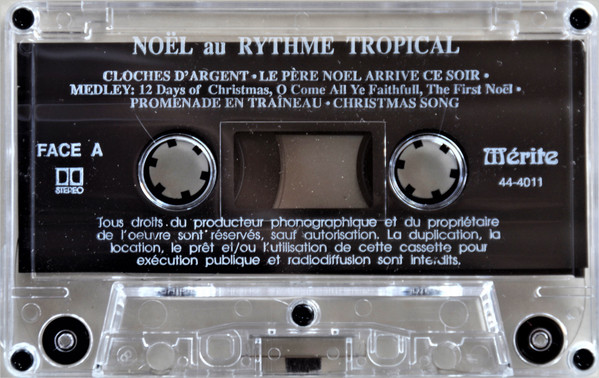 NOËL au RYTHME TROPICAL
CLOCHES D'ARGENT • LE PÈRE NOEL ARRIVE CE SOIR •
MEDLEY: 12 Days of Christmas, O Come All Ye Faithfull, The First Noël •
PROMENADE EN TRAÎNEAU • CHRISTMAS SONG
FACE A
STEREO
Mérite
44-4011
Tous droits du producteur phonographique et du propriétaire
de l'oeuvre sont réservés, sauf autorisation. La duplication, la
location, le prêt et/ou l'utilisation de cette cassette pour
exécution publique et radiodiffusion sont interdits.